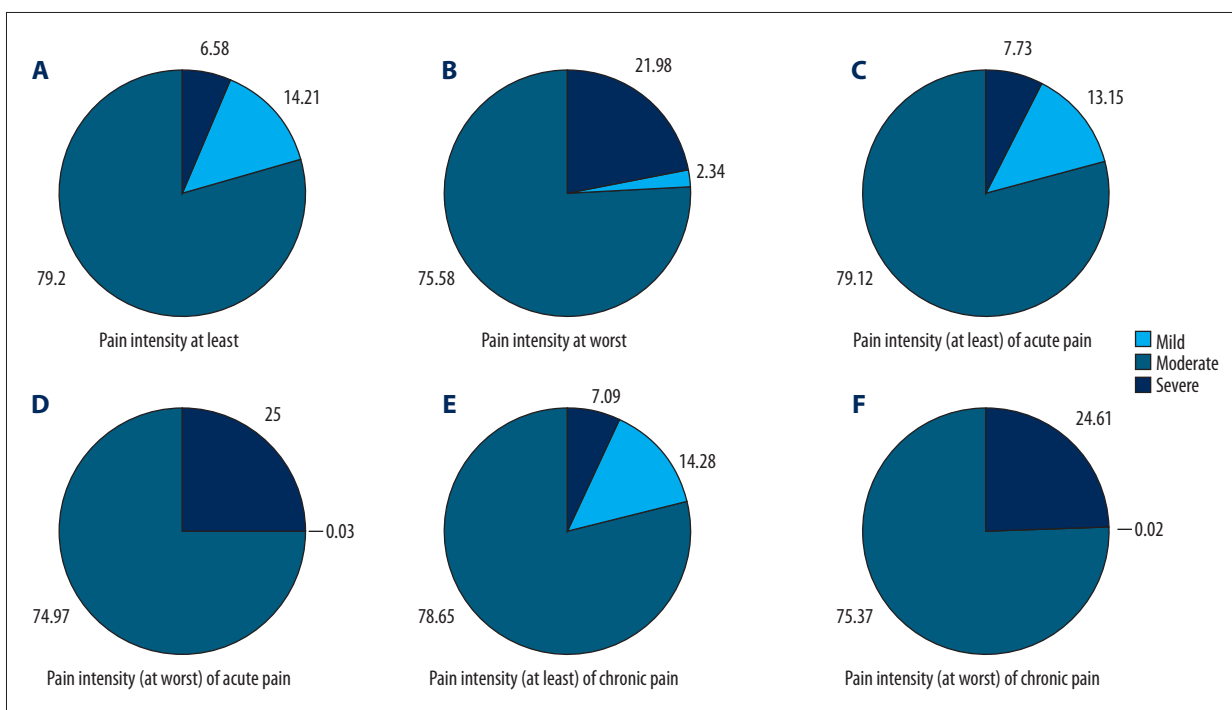 A
6.58
14.21
79.2
Pain intensity at least
B
21.98
2.34
75.58
Pain intensity at worst
C
7.73
13.15
79.12
Pain intensity (at least) of acute pain
Mild
Moderate
Severe
D
25
0.03
74.97
Pain intensity (at worst) of acute pain
E
7.09
14.28
78.65
Pain intensity (at least) of chronic pain
F
24.61
0.02
75.37
Pain intensity (at worst) of chronic pain